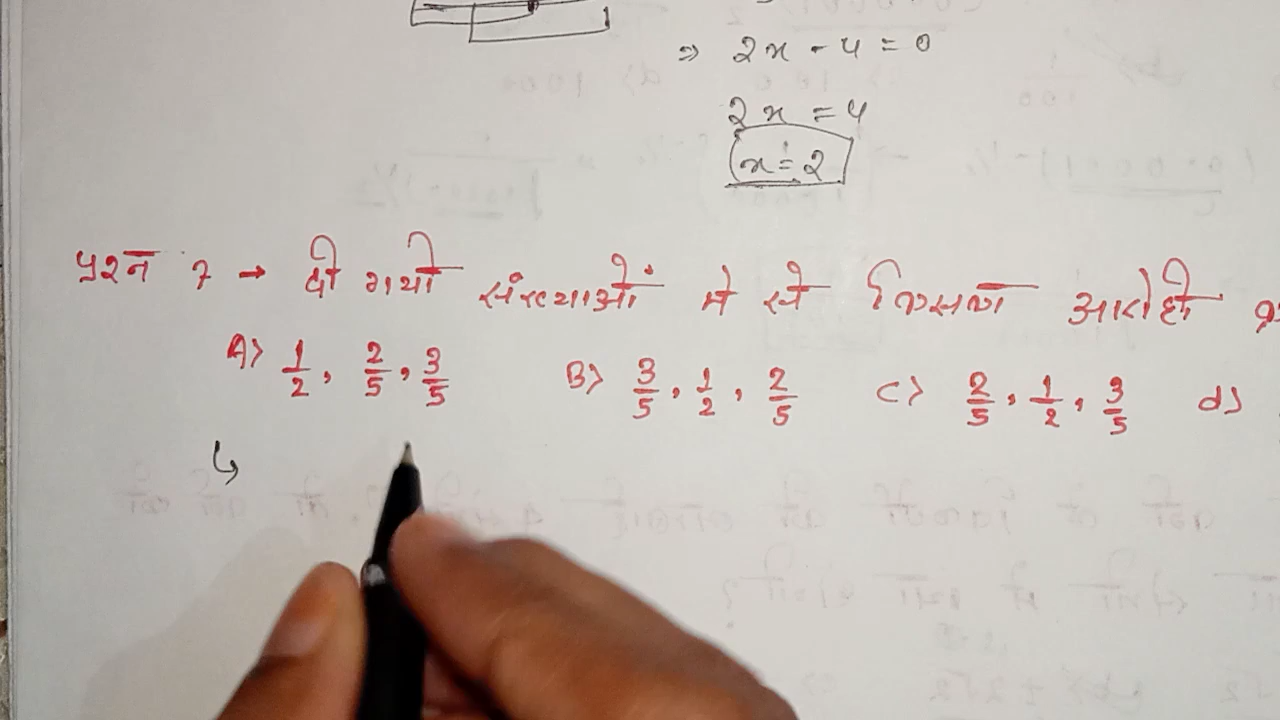 ⇒ 2x - 4 = 0
2x = 4
x = 2
प्रश्न 7 → दी गयी संख्याओं मे से किसका आरोही
A> 1/2, 2/5, 3/5 B> 3/5, 1/2, 2/5 C> 2/5, 1/2, 3/5 d>